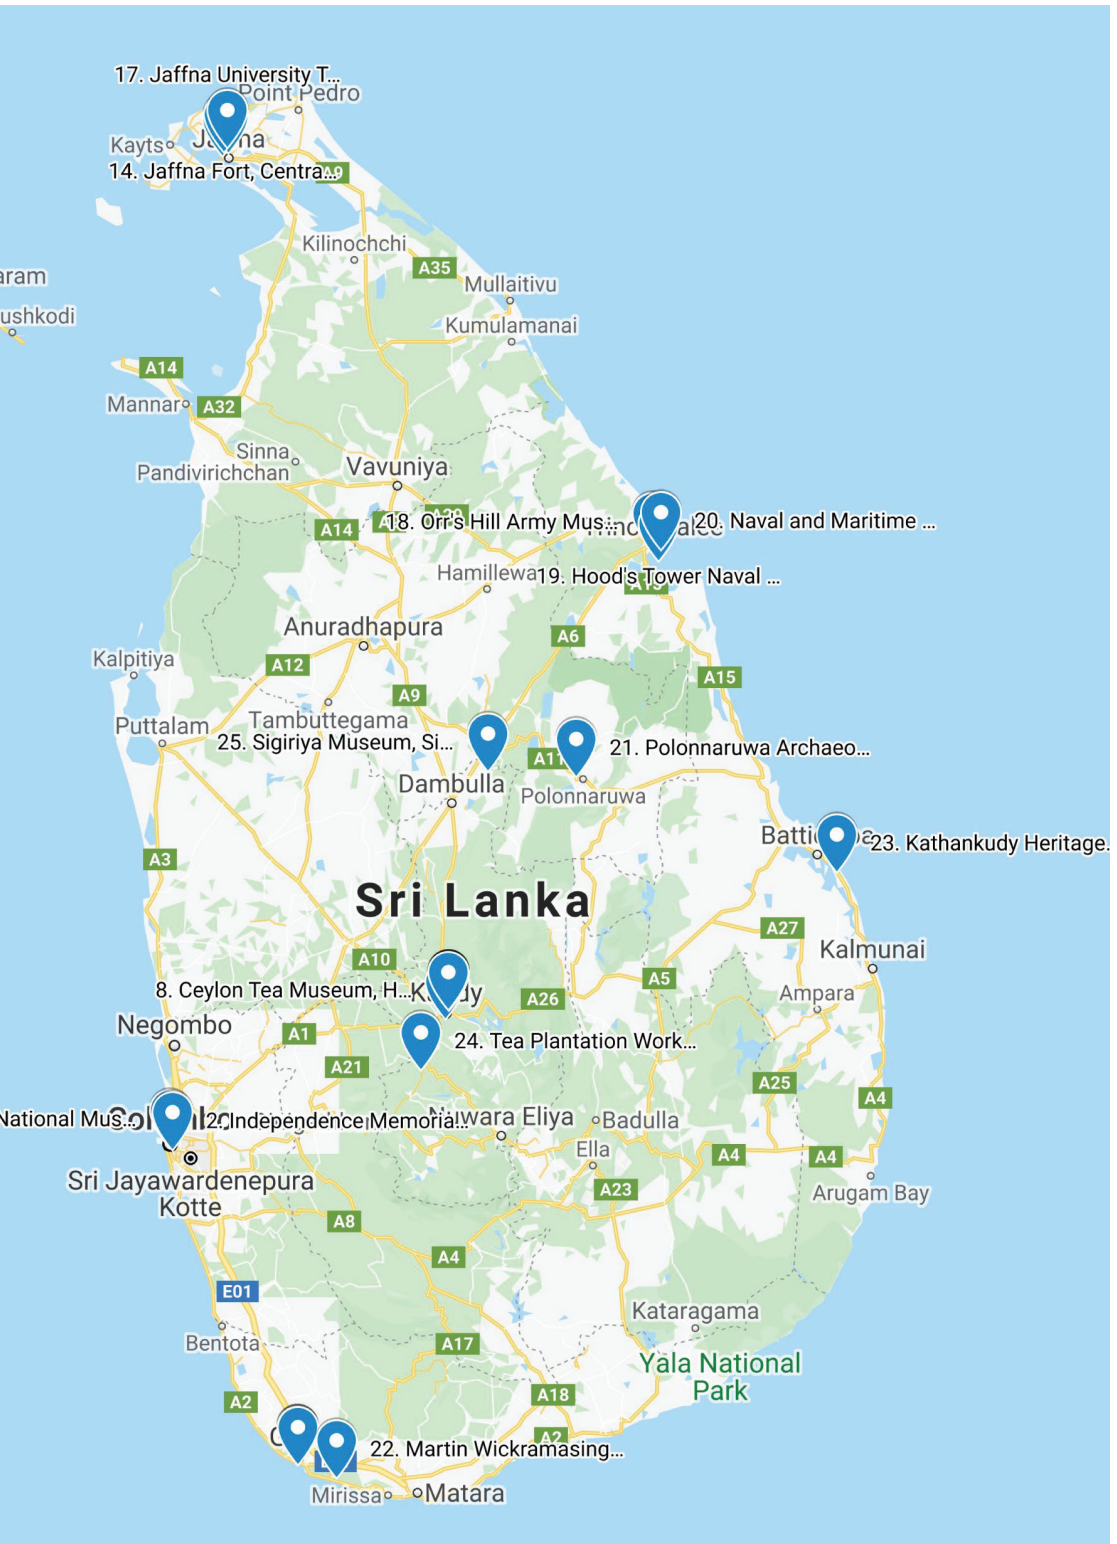 17. Jaffna University T...
Point Pedro
Kayts
14. Jaffna Fort, Centra...
A9
Kilinochchi
A35
aram
Mullaitivu
ushkodi
Kumulamanai
A14
Mannar
A32
Sinna
Pandivirichchan
Vavuniya
A14
18. Orr's Hill Army Mus...
20. Naval and Maritime ...
Hamillewa
19. Hood's Tower Naval ...
Anuradhapura
A6
Kalpitiya
A12
A15
A9
Puttalam
Tambuttegama
25. Sigiriya Museum, Si...
21. Polonnaruwa Archaeo...
A11
Dambulla
Polonnaruwa
23. Kathankudy Heritage.
A3
Sri Lanka
A27
Kalmunai
A10
A5
8. Ceylon Tea Museum, H...
A26
Ampara
Negombo
A1
24. Tea Plantation Work...
A21
A25
A4
National Mus...
2. Independence Memoria...
Nuwara Eliya
Badulla
Ella
A4
A4
Sri Jayawardenepura
Kotte
A23
Arugam Bay
A8
A4
E01
Kataragama
Bentota
A17
Yala National
Park
A18
A2
A2
22. Martin Wickramasing...
Mirissa
Matara